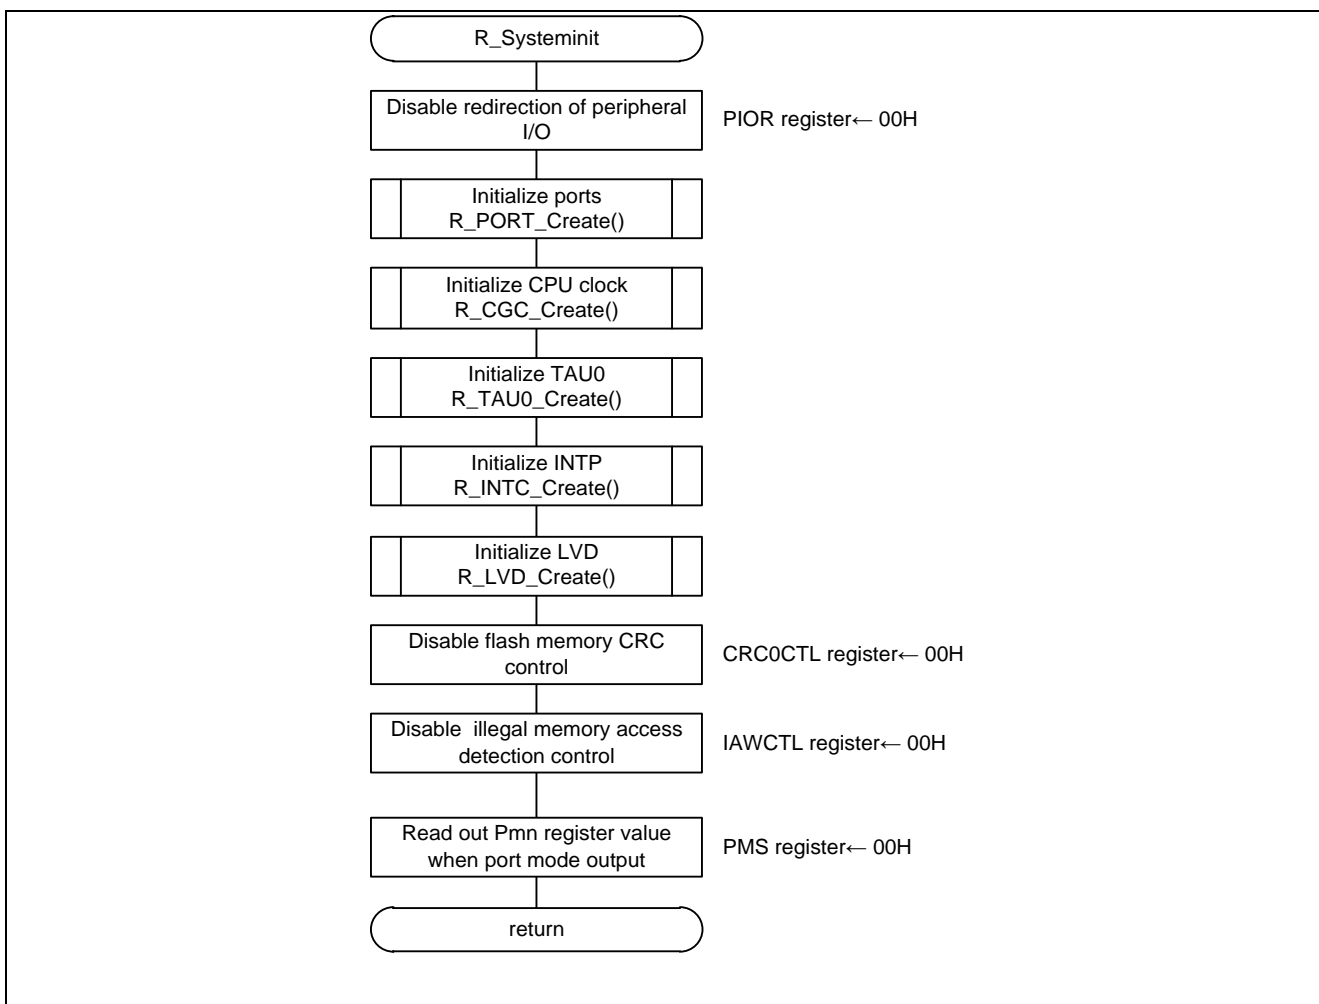 R_Systeminit
Disable redirection of peripheral
I/O
PIOR register← 00H
Initialize ports
R_PORT_Create()
Initialize CPU clock
R_CGC_Create()
Initialize TAU0
R_TAU0_Create()
Initialize INTP
R_INTC_Create()
Initialize LVD
R_LVD_Create()
Disable flash memory CRC
control
CRC0CTL register← 00H
Disable  illegal memory access
detection control
IAWCTL register← 00H
Read out Pmn register value
when port mode output
PMS register← 00H
return